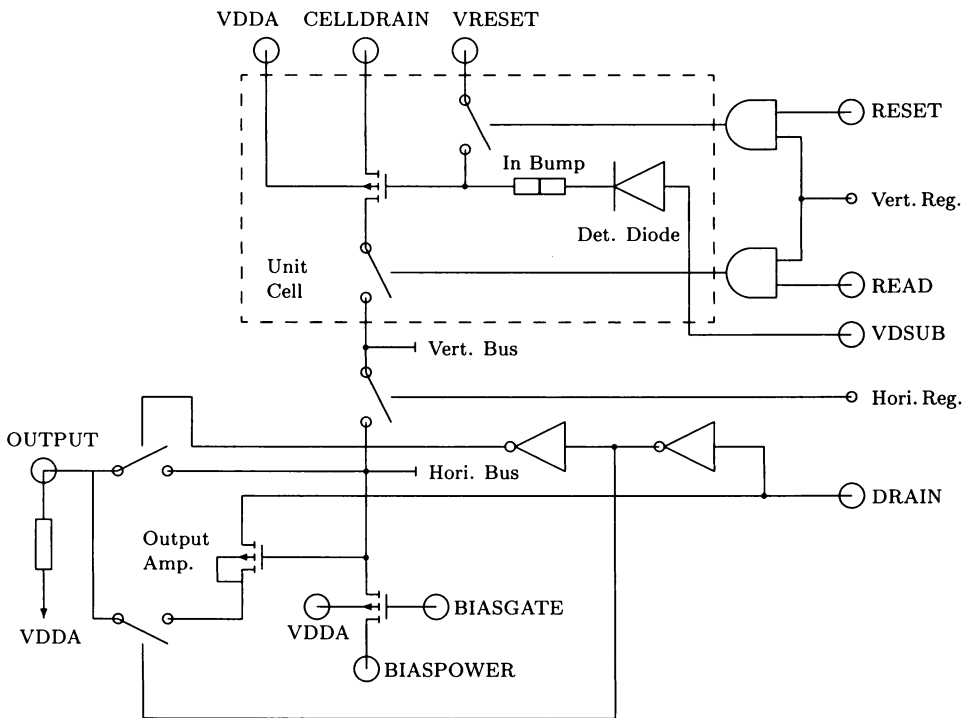 VDDA CELLDRAIN VRESET
RESET
In Bump
Vert. Reg.
Det. Diode
Unit
Cell
READ
VDSUB
Vert. Bus
Hori. Reg.
OUTPUT
Hori. Bus
DRAIN
Output
Amp.
BIASGATE
VDDA
VDDA
BIASPOWER